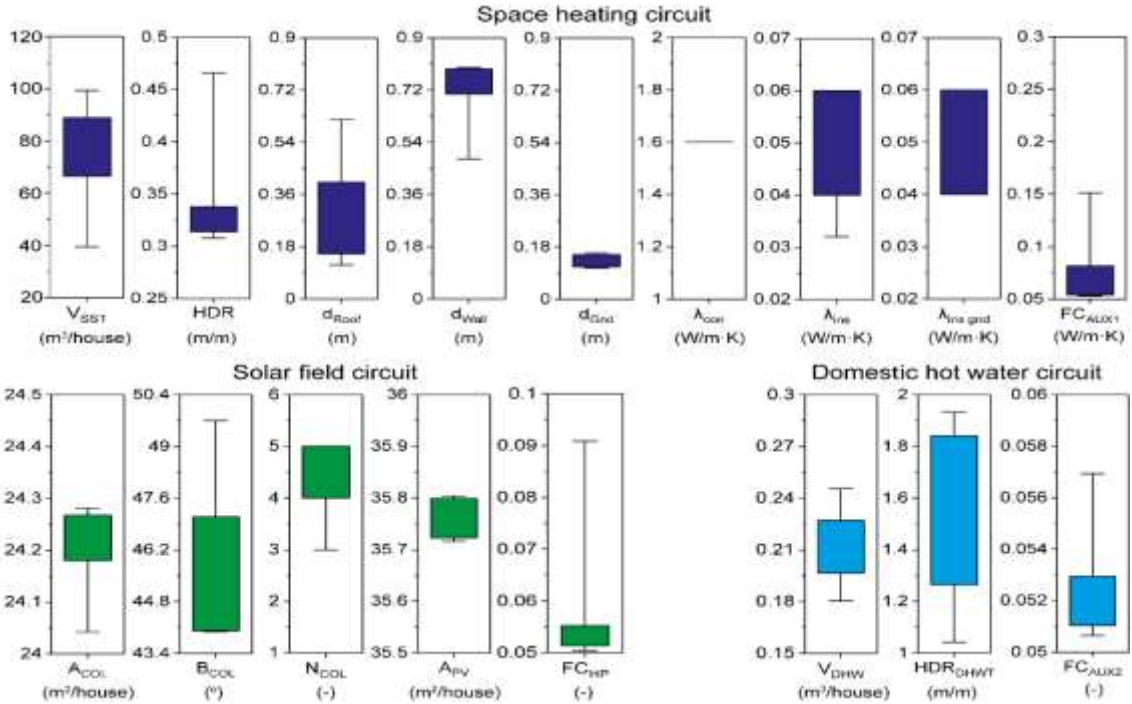 Space heating circuit
120 0.5 0.9 0.9 0.9 2 0.07 0.07 0.3
100 0.45 0.72 0.72 0.72 1.8 0.06 0.06 0.25
80 0.4 0.54 0.54 0.54 1.6 0.05 0.05 0.2
60 0.35 0.36 0.36 0.36 1.4 0.04 0.04 0.15
40 0.3 0.18 0.18 0.18 1.2 0.03 0.03 0.1
20 0.25 0 0 0 1 0.02 0.02 0.05
V_SST HDR d_Roof d_Wall d_Gnd λ_con λ_ins λ_ins gnd FC_AUX1
(m³/house) (m/m) (m) (m) (m) (W/m·K) (W/m·K) (W/m·K) (W/m·K)
Solar field circuit Domestic hot water circuit
24.5 50.4 6 36 0.1 0.3 2 0.06
24.4 49 5 35.9 0.09 0.27 1.8 0.058
24.3 47.6 4 35.8 0.08 0.24 1.6 0.056
24.2 46.2 3 35.7 0.07 0.21 1.4 0.054
24.1 44.8 2 35.6 0.06 0.18 1.2 0.052
24 43.4 1 35.5 0.05 0.15 1 0.05
A_COL B_COL N_COL A_PV FC_HP V_DHW HDR_DHWT FC_AUX2
(m²/house) (º) (-) (m²/house) (-) (m³/house) (m/m) (-)